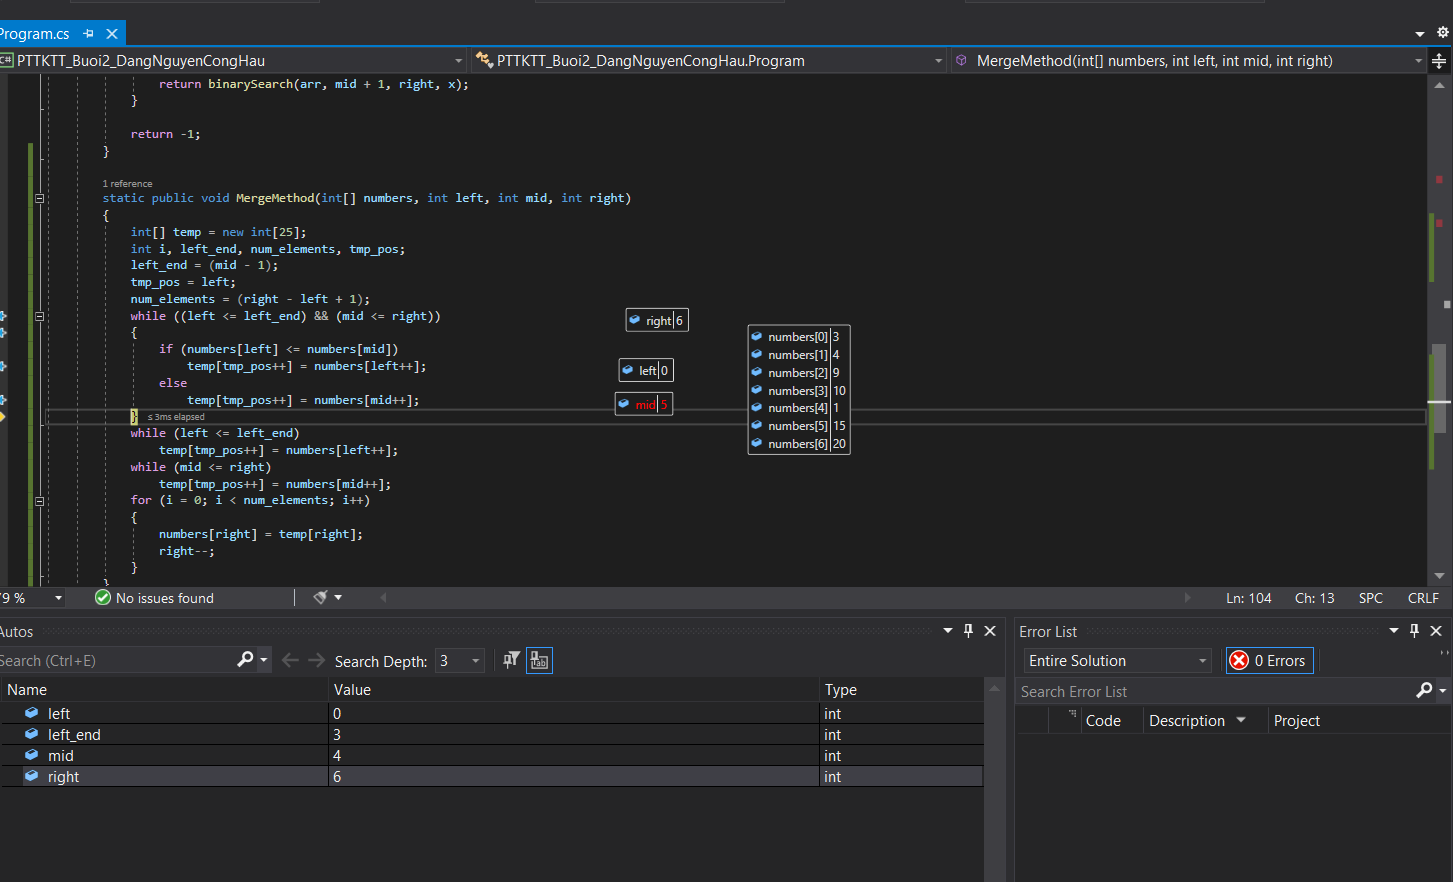 Program.cs
C# PTTKTT_Buoi2_DangNguyenCongHau
PTTKTT_Buoi2_DangNguyenCongHau.Program
MergeMethod(int[] numbers, int left, int mid, int right)
return binarySearch(arr, mid + 1, right, x);
}
return -1;
}
1 reference
static public void MergeMethod(int[] numbers, int left, int mid, int right)
{
int[] temp = new int[25];
int i, left_end, num_elements, tmp_pos;
left_end = (mid - 1);
tmp_pos = left;
num_elements = (right - left + 1);
while ((left <= left_end) && (mid <= right))
{
if (numbers[left] <= numbers[mid])
temp[tmp_pos++] = numbers[left++];
else
temp[tmp_pos++] = numbers[mid++];
} s 3ms elapsed
while (left <= left_end)
temp[tmp_pos++] = numbers[left++];
while (mid <= right)
temp[tmp_pos++] = numbers[mid++];
for (i = 0; i < num_elements; i++)
{
numbers[right] = temp[right];
right--;
}
}
right 6
left 0
mid 5
numbers[0] 3
numbers[1] 4
numbers[2] 9
numbers[3] 10
numbers[4] 1
numbers[5] 15
numbers[6] 20
9 %
No issues found
Ln: 104 Ch: 13 SPC CRLF
Autos
Search (Ctrl+E)
Search Depth: 3
Name Value Type
left 0 int
left_end 3 int
mid 4 int
right 6 int
Error List
Entire Solution
0 Errors
Search Error List
Code Description Project